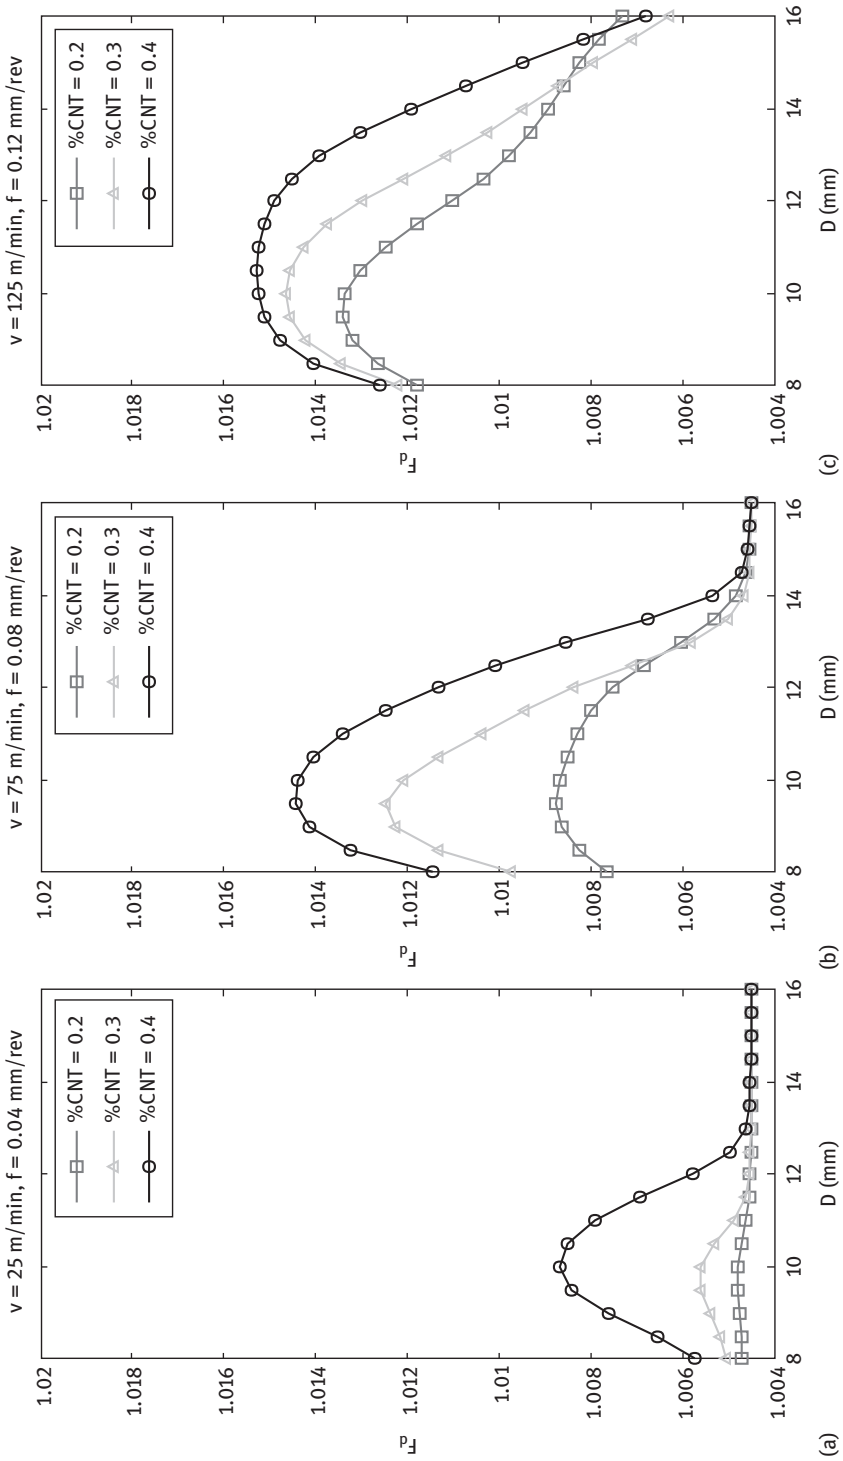 v = 25 m/min, f = 0.04 mm/rev
%CNT = 0.2
%CNT = 0.3
%CNT = 0.4
1.02
1.018
1.016
1.014
1.012
1.01
1.008
1.006
1.004
Fd
8
10
12
14
16
D (mm)
(a)
v = 75 m/min, f = 0.08 mm/rev
%CNT = 0.2
%CNT = 0.3
%CNT = 0.4
1.02
1.018
1.016
1.014
1.012
1.01
1.008
1.006
1.004
Fd
8
10
12
14
16
D (mm)
(b)
v = 125 m/min, f = 0.12 mm/rev
%CNT = 0.2
%CNT = 0.3
%CNT = 0.4
1.02
1.018
1.016
1.014
1.012
1.01
1.008
1.006
1.004
Fd
8
10
12
14
16
D (mm)
(c)